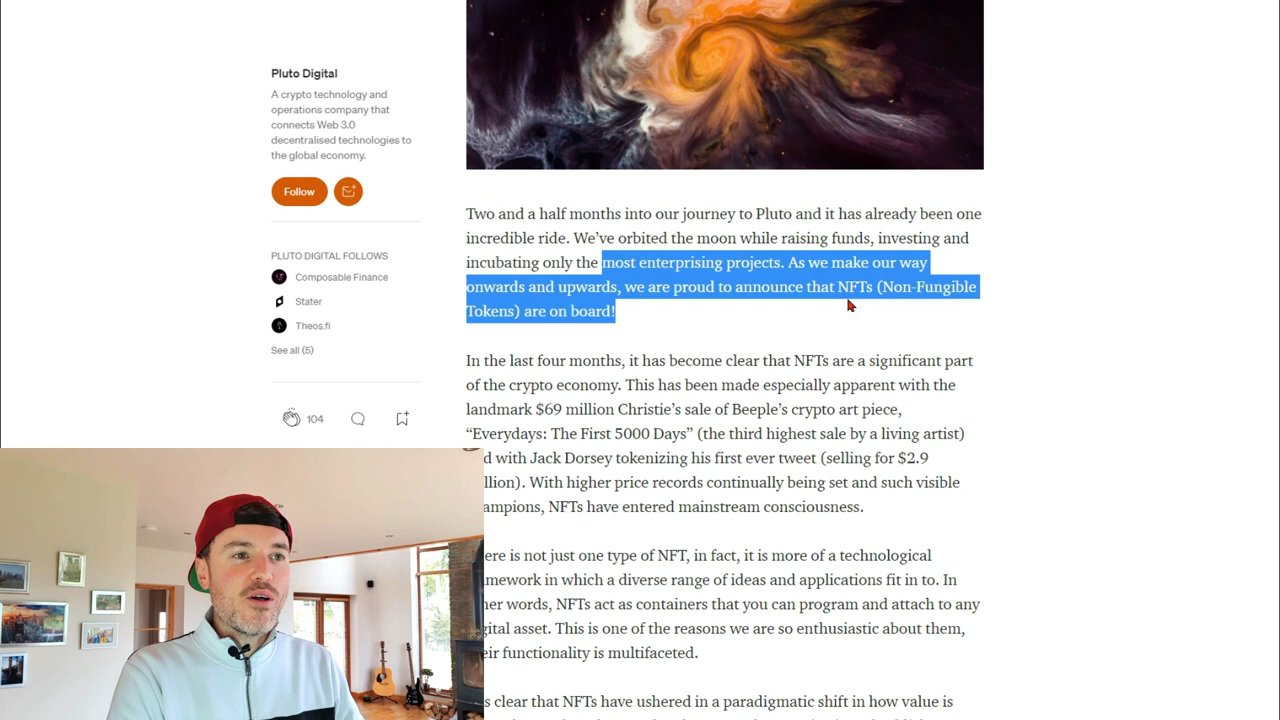 Pluto Digital
A crypto technology and
operations company that
connects Web 3.0
decentralised technologies to
the global economy.
Follow
PLUTO DIGITAL FOLLOWS
Composable Finance
Stater
Theos.fi
See all (5)
104
Two and a half months into our journey to Pluto and it has already been one
incredible ride. We’ve orbited the moon while raising funds, investing and
incubating only the most enterprising projects. As we make our way
onwards and upwards, we are proud to announce that NFTs (Non-Fungible
Tokens) are on board!
In the last four months, it has become clear that NFTs are a significant part
of the crypto economy. This has been made especially apparent with the
landmark $69 million Christie’s sale of Beeple’s crypto art piece,
“Everydays: The First 5000 Days” (the third highest sale by a living artist)
d with Jack Dorsey tokenizing his first ever tweet (selling for $2.9
llion). With higher price records continually being set and such visible
ampions, NFTs have entered mainstream consciousness.
ere is not just one type of NFT, in fact, it is more of a technological
mework in which a diverse range of ideas and applications fit in to. In
ner words, NFTs act as containers that you can program and attach to any
gital asset. This is one of the reasons we are so enthusiastic about them,
eir functionality is multifaceted.
s clear that NFTs have ushered in a paradigmatic shift in how value is